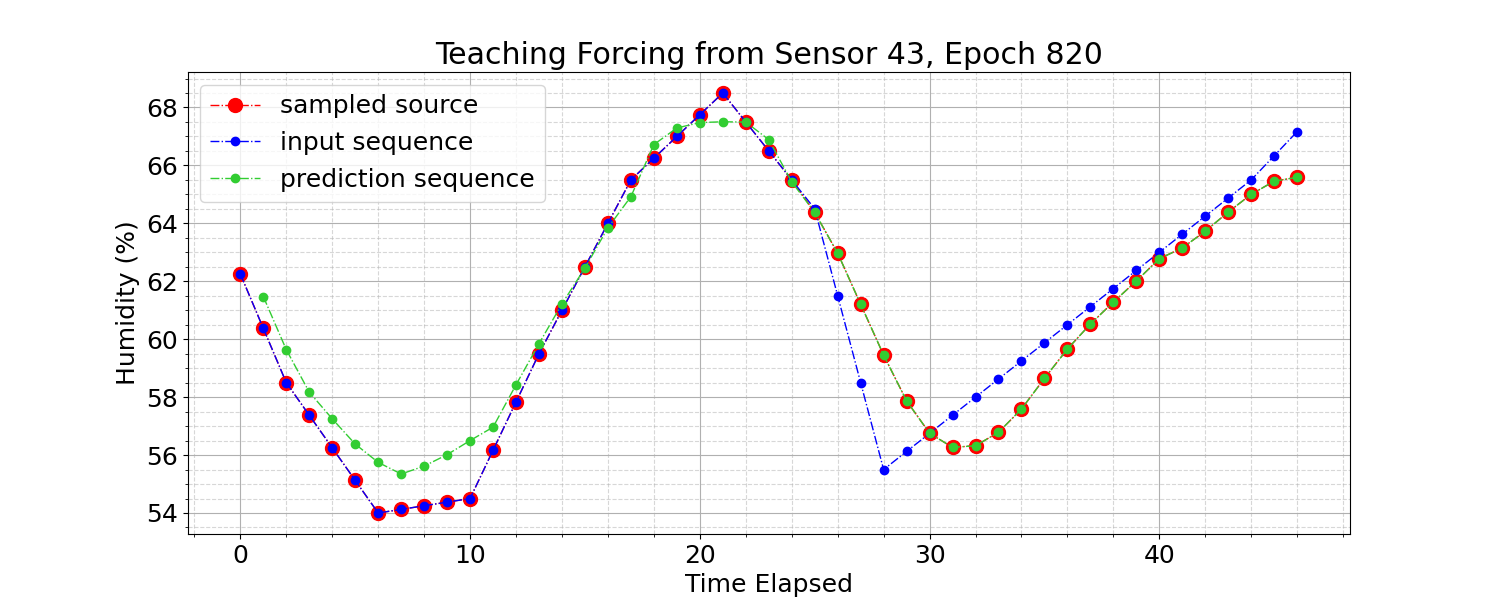 Teaching Forcing from Sensor 43, Epoch 820
sampled source
input sequence
prediction sequence
Humidity (%)
68
66
64
62
60
58
56
54
0 10 20 30 40
Time Elapsed